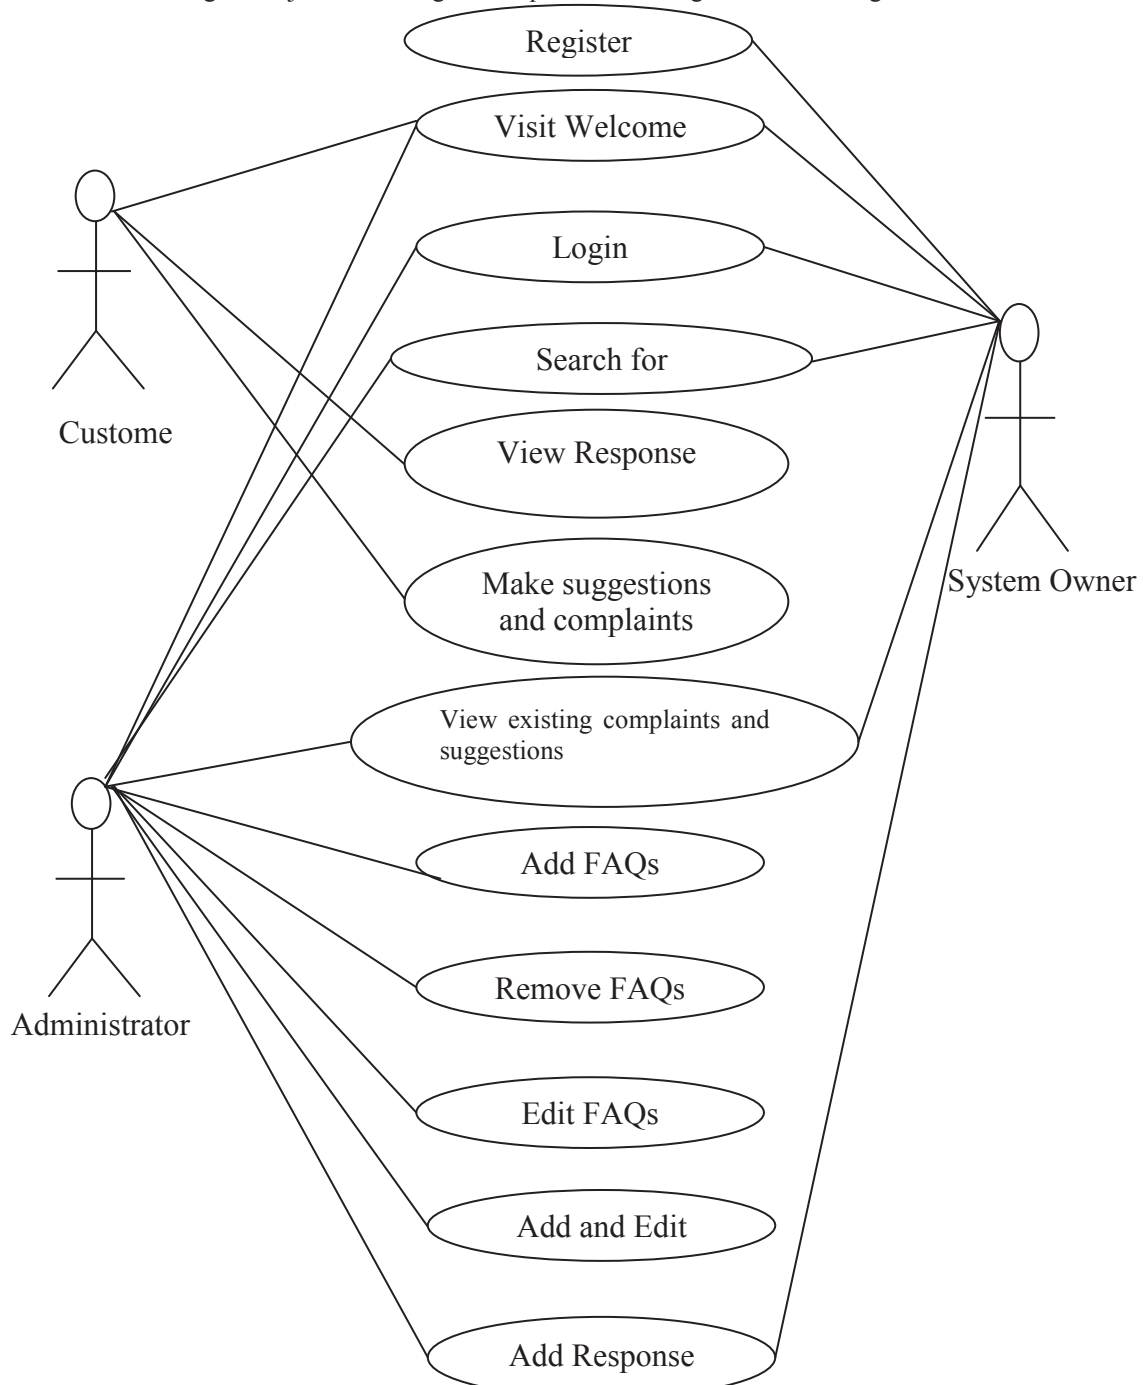 Register
Visit Welcome
Login
Search for
Custome
View Response
Make suggestions
and complaints
System Owner
View existing complaints and
suggestions
Add FAQs
Remove FAQs
Administrator
Edit FAQs
Add and Edit
Add Response